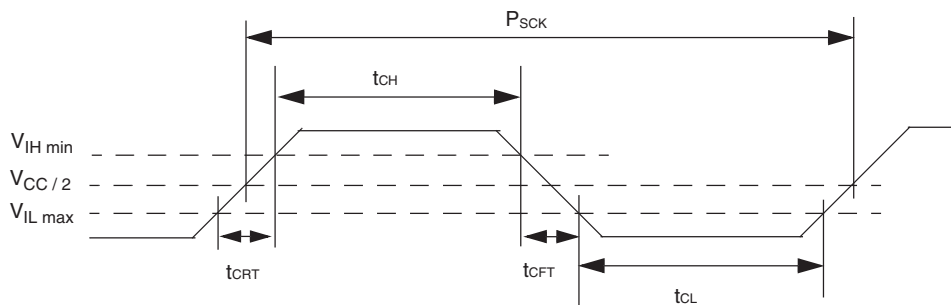 PSCK
tCH
VIH min
VCC / 2
VIL max
tCRT
tCFT
tCL